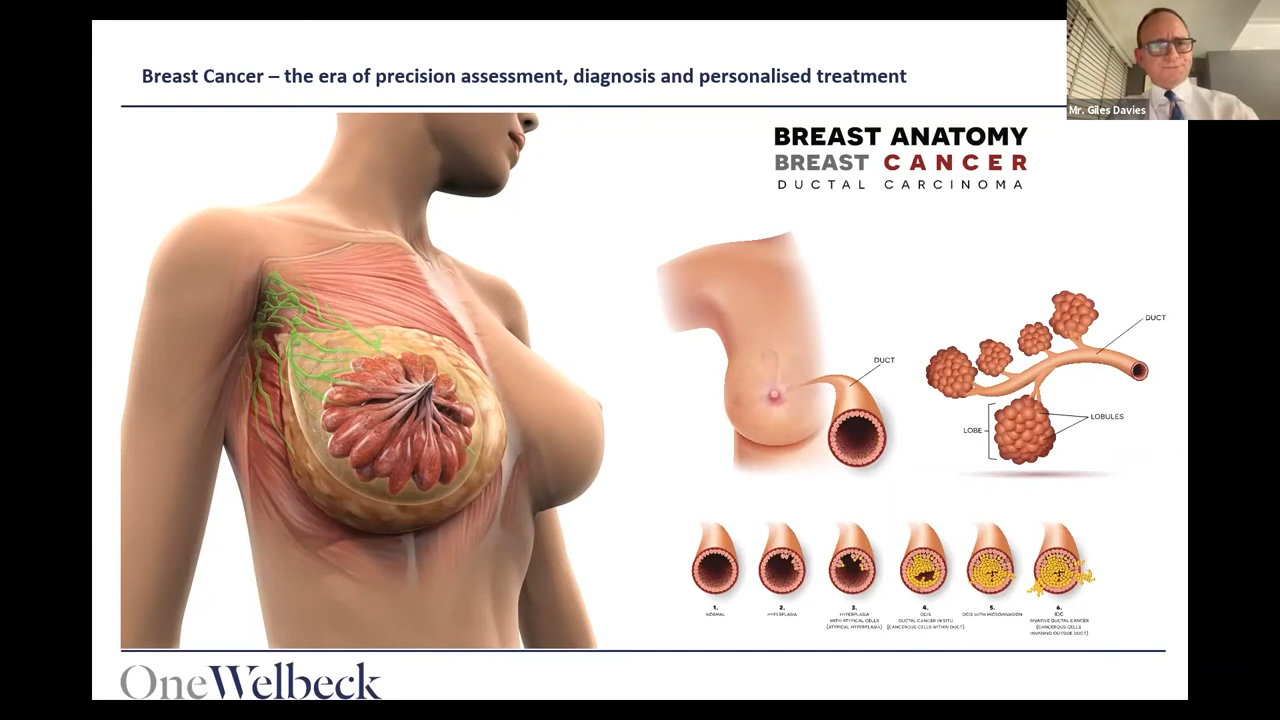 Breast Cancer – the era of precision assessment, diagnosis and personalised treatment
Mr. Giles Davies
BREAST ANATOMY
BREAST CANCER
DUCTAL CARCINOMA
DUCT
DUCT
LOBE
LOBULES
1.
NORMAL
2.
HYPERPLASIA
3.
HYPERPLASIA
WITH ATYPICAL CELLS
(ATYPICAL HYPERPLASIA)
4.
DCIS
DUCTAL CANCER IN SITU
(CANCEROUS CELLS WITHIN DUCT)
5.
DCIS WITH MICROINVASION
6.
IDC
INVASIVE DUCTAL CANCER
(CANCEROUS CELLS
INVADING OUTSIDE DUCT)
OneWelbeck